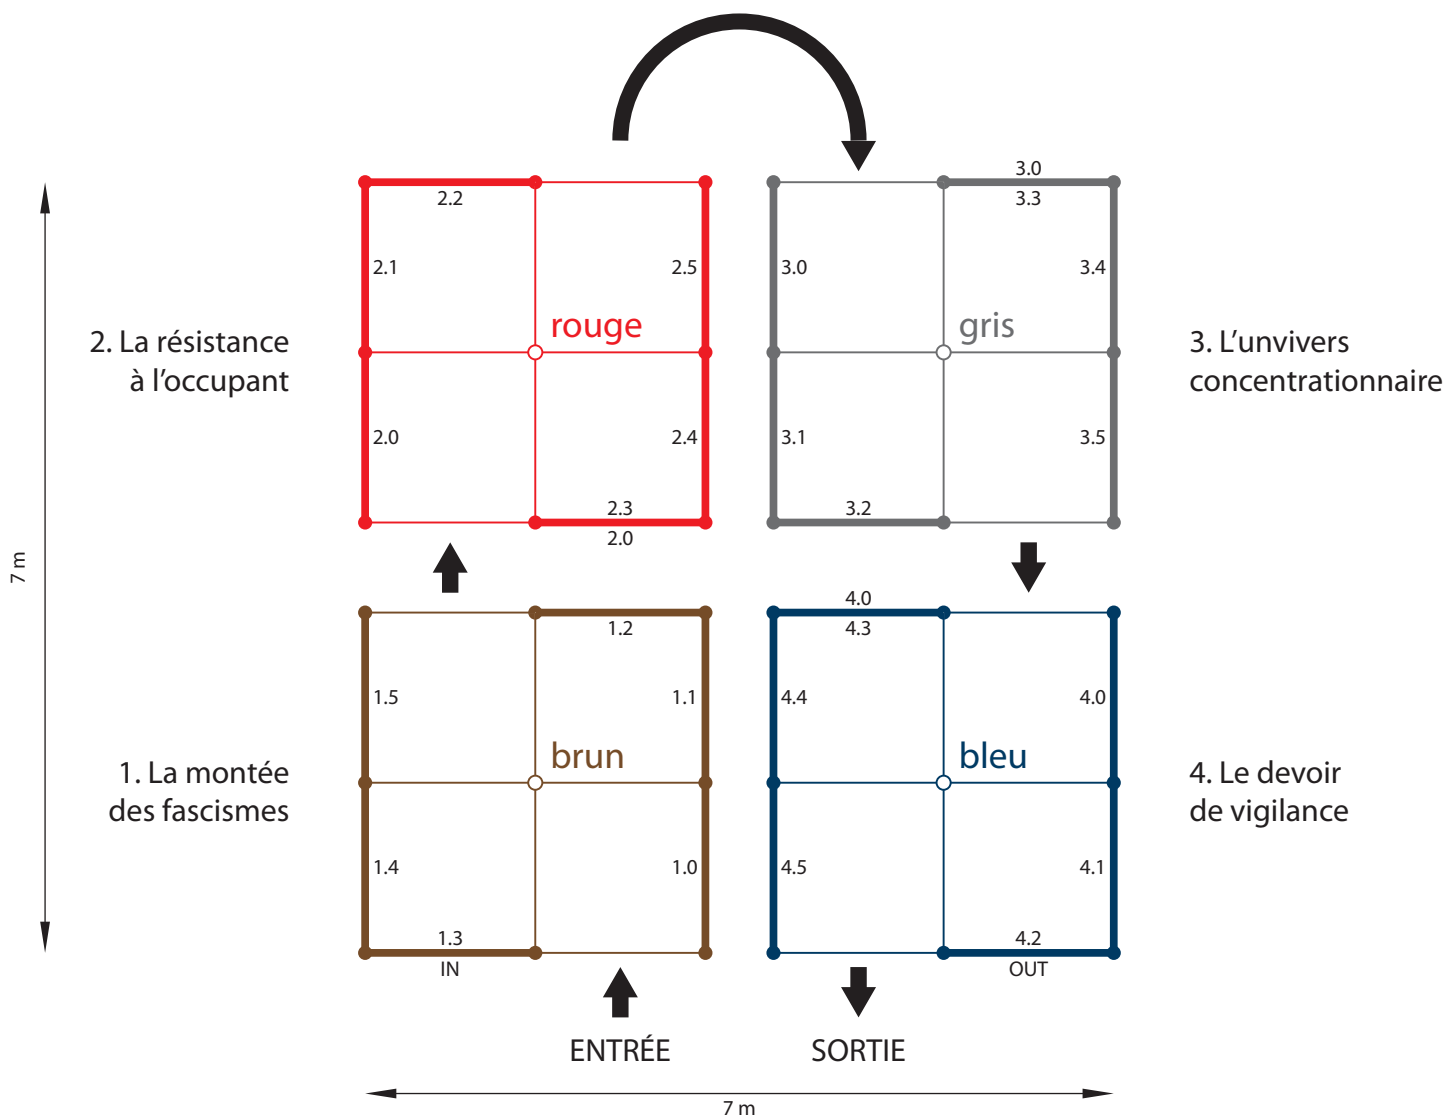 3.0
2.2
3.3
2.1
2.5
3.0
3.4
rouge
gris
2. La résistance
à l'occupant
3. L'unvivers
concentrationnaire
2.0
2.4
3.1
3.5
2.3
3.2
2.0
7 m
4.0
1.2
4.3
1.5
1.1
4.4
4.0
brun
bleu
1. La montée
des fascismes
4. Le devoir
de vigilance
1.4
1.0
4.5
4.1
1.3
4.2
IN
OUT
ENTRÉE
SORTIE
7 m